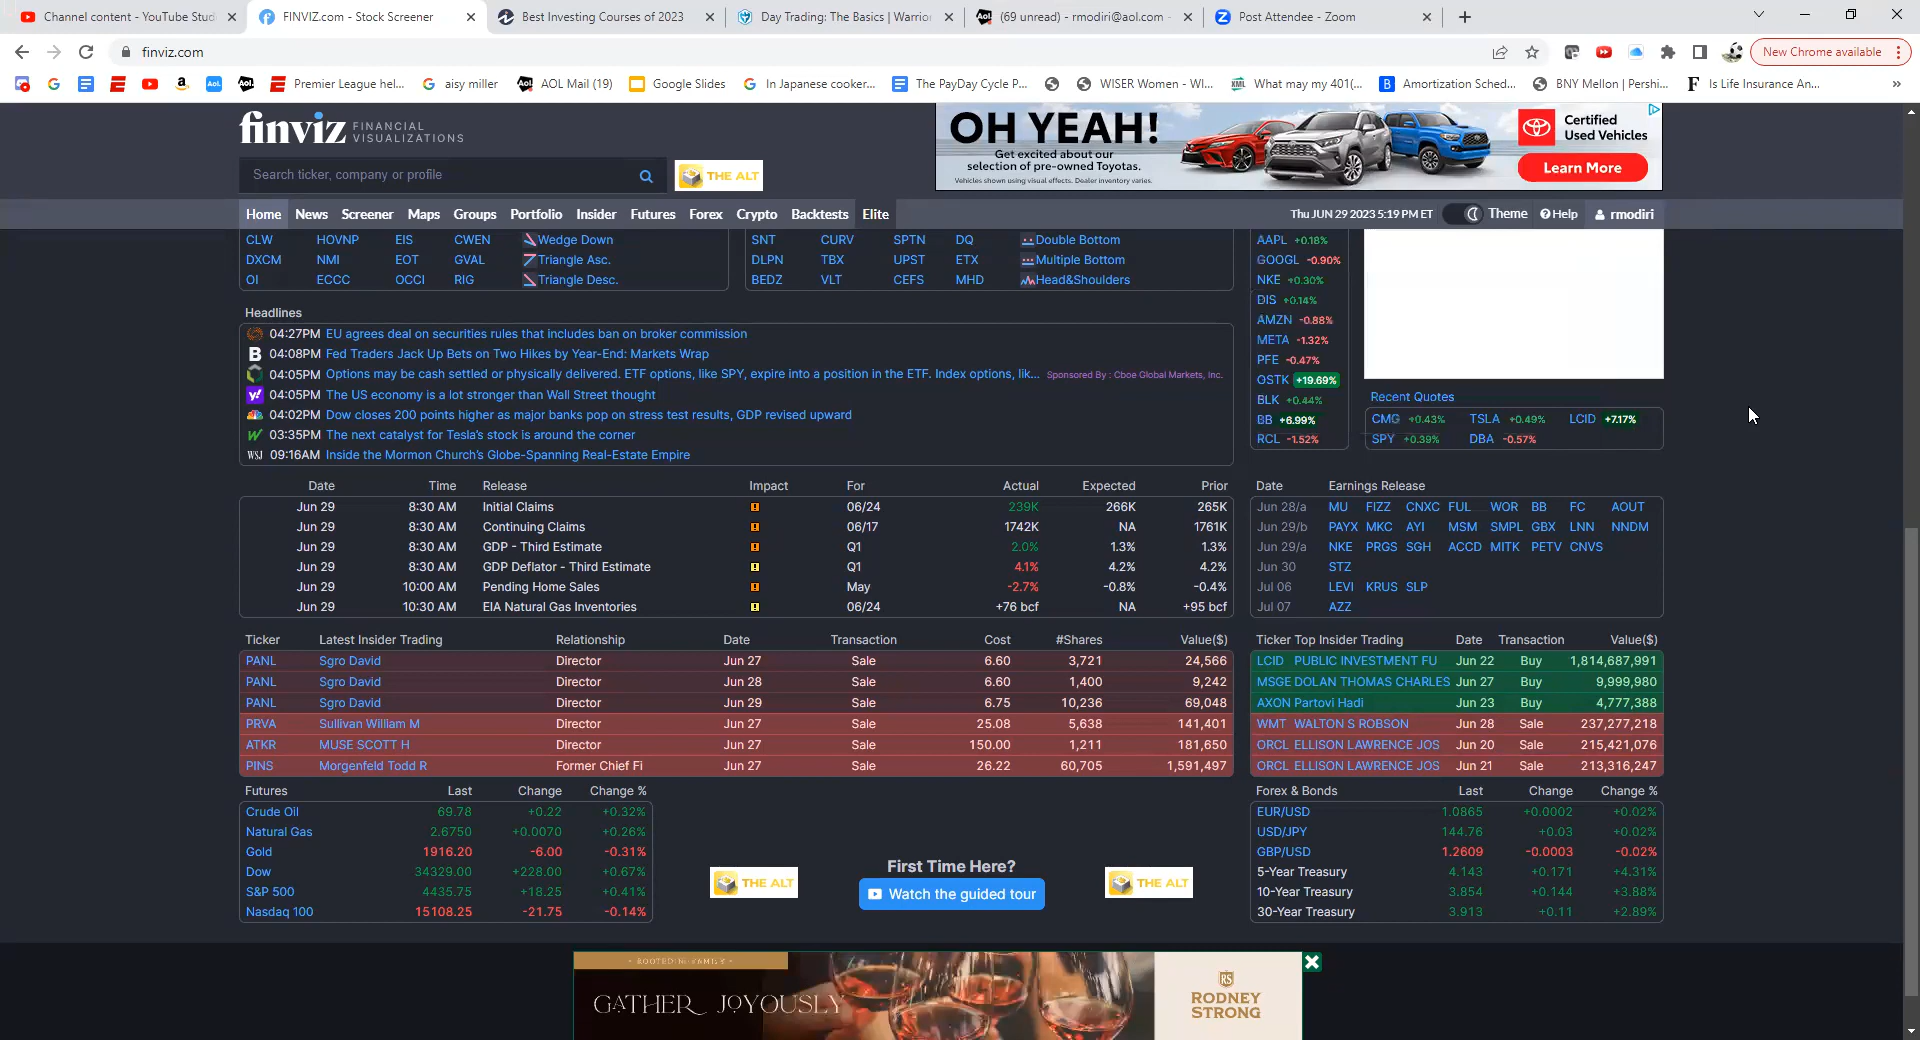 Channel content - YouTube Stud
FINVIZ.com - Stock Screener
Best Investing Courses of 2023
Day Trading: The Basics | Warrior
(69 unread) - rmodiri@aol.com -
Post Attendee - Zoom
finviz.com
New Chrome available
Premier League hel...
aisy miller
AOL Mail (19)
Google Slides
In Japanese cooker...
The PayDay Cycle P...
WISER Women - WI...
What may my 401(...
Amortization Sched...
BNY Mellon | Pershi...
Is Life Insurance An...
finviz FINANCIAL VISUALIZATIONS
OH YEAH!
Get excited about our
selection of pre-owned Toyotas.
Vehicles shown using visual effects. Dealer inventory varies.
Certified
Used Vehicles
Learn More
Search ticker, company or profile
THE ALT
Home News Screener Maps Groups Portfolio Insider Futures Forex Crypto Backtests Elite
Thu JUN 29 2023 5:19 PM ET Theme Help rmodiri
CLW HOVNP EIS CWEN Wedge Down
DXCM NMI EOT GVAL Triangle Asc.
OI ECCC OCCI RIG Triangle Desc.
SNT CURV SPTN DQ Double Bottom
DLPN TBX UPST ETX Multiple Bottom
BEDZ VLT CEFS MHD Head&Shoulders
AAPL +0.18%
GOOGL -0.90%
NKE +0.30%
DIS +0.14%
AMZN -0.88%
META -1.32%
PFE -0.47%
OSTK +19.69%
BLK +0.44%
BB +6.99%
RCL -1.52%
Recent Quotes
CMG +0.43% TSLA +0.49% LCID +7.17%
SPY +0.39% DBA -0.57%
Headlines
04:27PM EU agrees deal on securities rules that includes ban on broker commission
B 04:08PM Fed Traders Jack Up Bets on Two Hikes by Year-End: Markets Wrap
04:05PM Options may be cash settled or physically delivered. ETF options, like SPY, expire into a position in the ETF. Index options, lik... Sponsored By : Cboe Global Markets, Inc.
y! 04:05PM The US economy is a lot stronger than Wall Street thought
04:02PM Dow closes 200 points higher as major banks pop on stress test results, GDP revised upward
03:35PM The next catalyst for Tesla's stock is around the corner
WSJ 09:16AM Inside the Mormon Church's Globe-Spanning Real-Estate Empire
Date Time Release Impact For Actual Expected Prior
Jun 29 8:30 AM Initial Claims 06/24 239K 266K 265K
Jun 29 8:30 AM Continuing Claims 06/17 1742K NA 1761K
Jun 29 8:30 AM GDP - Third Estimate Q1 2.0% 1.3% 1.3%
Jun 29 8:30 AM GDP Deflator - Third Estimate Q1 4.1% 4.2% 4.2%
Jun 29 10:00 AM Pending Home Sales May -2.7% -0.8% -0.4%
Jun 29 10:30 AM EIA Natural Gas Inventories 06/24 +76 bcf NA +95 bcf
Date Earnings Release
Jun 28/a MU FIZZ CNXC FUL WOR BB FC AOUT
Jun 29/b PAYX MKC AYI MSM SMPL GBX LNN NNDM
Jun 29/a NKE PRGS SGH ACCD MITK PETV CNVS
Jun 30 STZ
Jul 06 LEVI KRUS SLP
Jul 07 AZZ
Ticker Latest Insider Trading Relationship Date Transaction Cost #Shares Value($)
PANL Sgro David Director Jun 27 Sale 6.60 3,721 24,566
PANL Sgro David Director Jun 28 Sale 6.60 1,400 9,242
PANL Sgro David Director Jun 29 Sale 6.75 10,236 69,048
PRVA Sullivan William M Director Jun 27 Sale 25.08 5,638 141,401
ATKR MUSE SCOTT H Director Jun 27 Sale 150.00 1,211 181,650
PINS Morgenfeld Todd R Former Chief Fi Jun 27 Sale 26.22 60,705 1,591,497
Ticker Top Insider Trading Date Transaction Value($)
LCID PUBLIC INVESTMENT FU Jun 22 Buy 1,814,687,991
MSGE DOLAN THOMAS CHARLES Jun 27 Buy 9,999,980
AXON Partovi Hadi Jun 23 Buy 4,777,388
WMT WALTON S ROBSON Jun 28 Sale 237,277,218
ORCL ELLISON LAWRENCE JOS Jun 20 Sale 215,421,076
ORCL ELLISON LAWRENCE JOS Jun 21 Sale 213,316,247
Futures Last Change Change %
Crude Oil 69.78 +0.22 +0.32%
Natural Gas 2.6750 +0.0070 +0.26%
Gold 1916.20 -6.00 -0.31%
Dow 34329.00 +228.00 +0.67%
S&P 500 4435.75 +18.25 +0.41%
Nasdaq 100 15108.25 -21.75 -0.14%
THE ALT
First Time Here?
Watch the guided tour
THE ALT
Forex & Bonds Last Change Change %
EUR/USD 1.0865 +0.0002 +0.02%
USD/JPY 144.76 +0.03 +0.02%
GBP/USD 1.2609 -0.0003 -0.02%
5-Year Treasury 4.143 +0.171 +4.31%
10-Year Treasury 3.854 +0.144 +3.88%
30-Year Treasury 3.913 +0.11 +2.89%
- ROOTED IN FAMILY -
GATHER JOYOUSLY
RS
RODNEY
STRONG